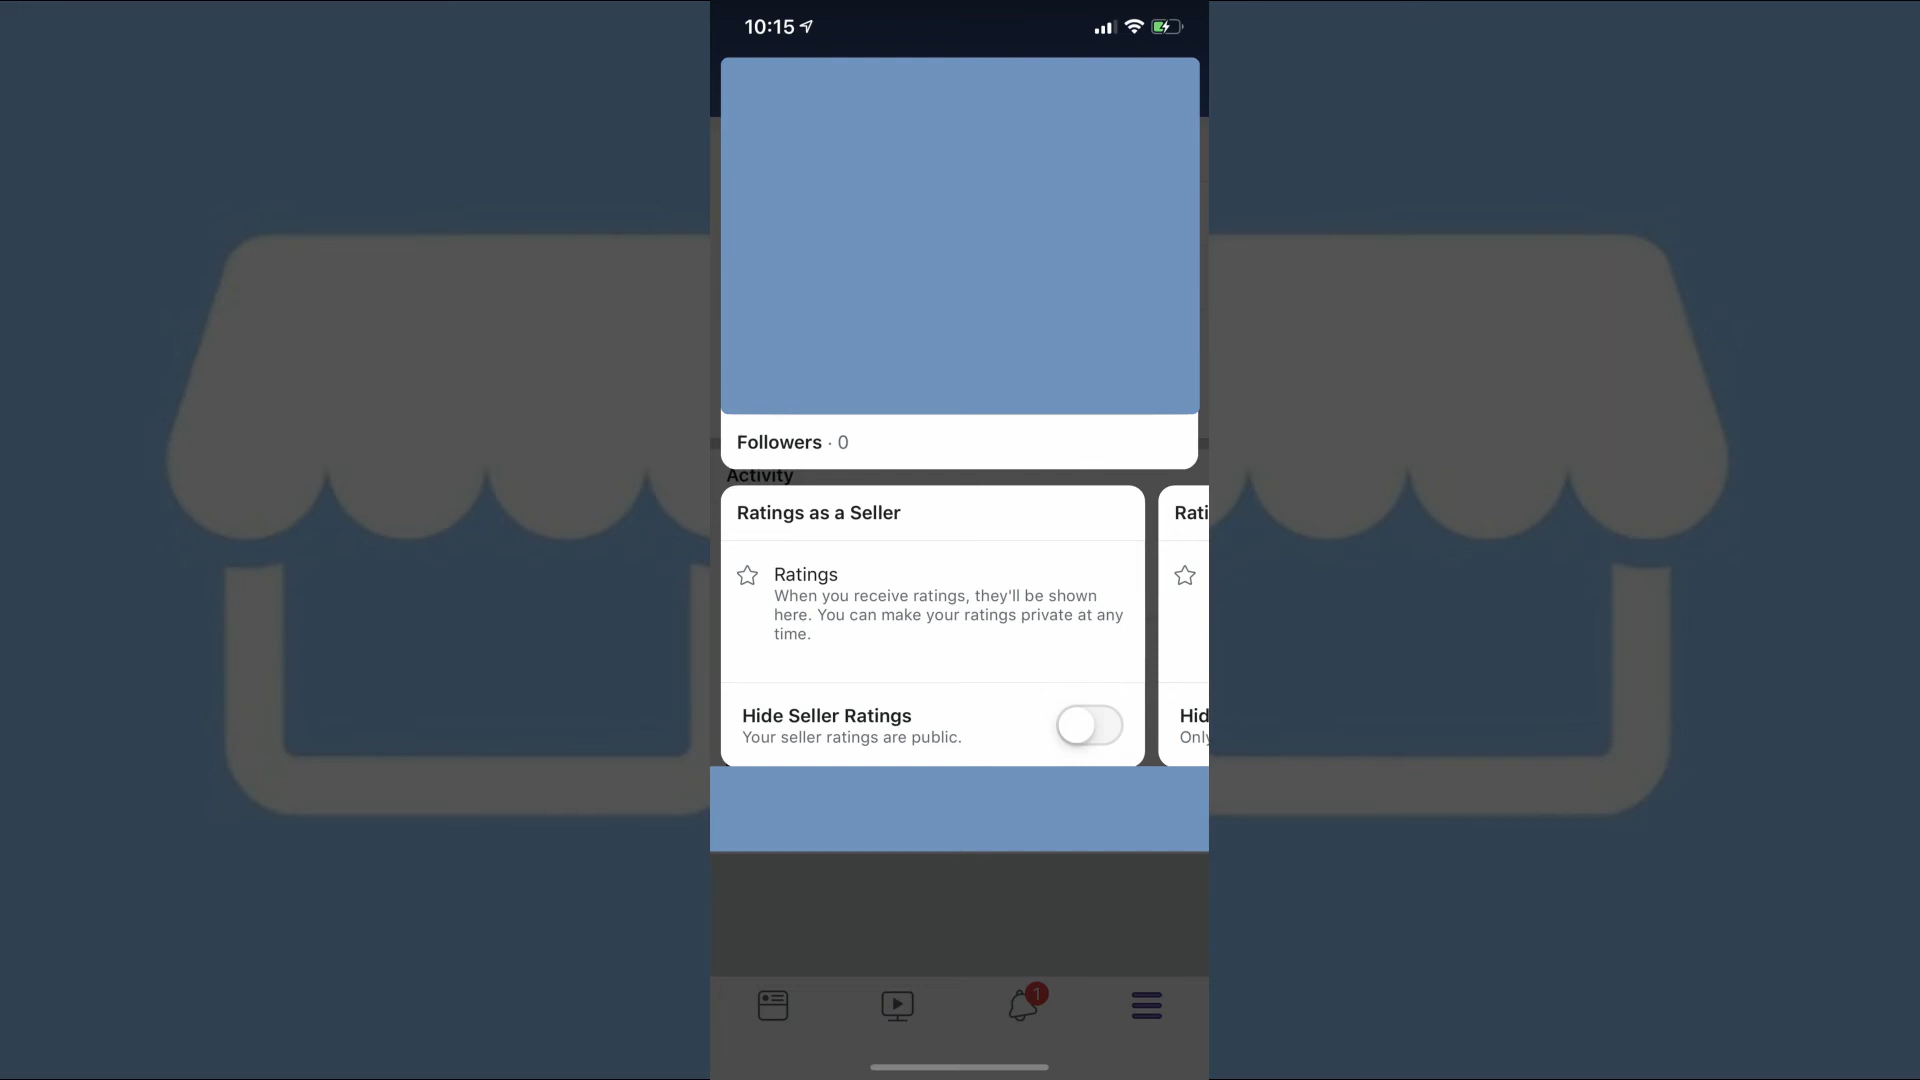 10:15
Followers · 0
Activity
Ratings as a Seller
Rati
Ratings
When you receive ratings, they'll be shown
here. You can make your ratings private at any
time.
Hide Seller Ratings
Your seller ratings are public.
Hid
Only
1